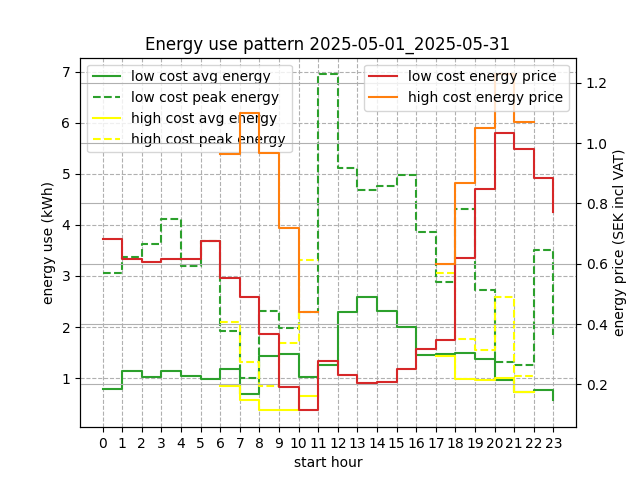 Energy use pattern 2025-05-01_2025-05-31
low cost avg energy
low cost peak energy
high cost avg energy
high cost peak energy
low cost energy price
high cost energy price
energy use (kWh)
7
6
5
4
3
2
1
energy price (SEK incl VAT)
1.2
1.0
0.8
0.6
0.4
0.2
0 1 2 3 4 5 6 7 8 9 10 11 12 13 14 15 16 17 18 19 20 21 22 23
start hour